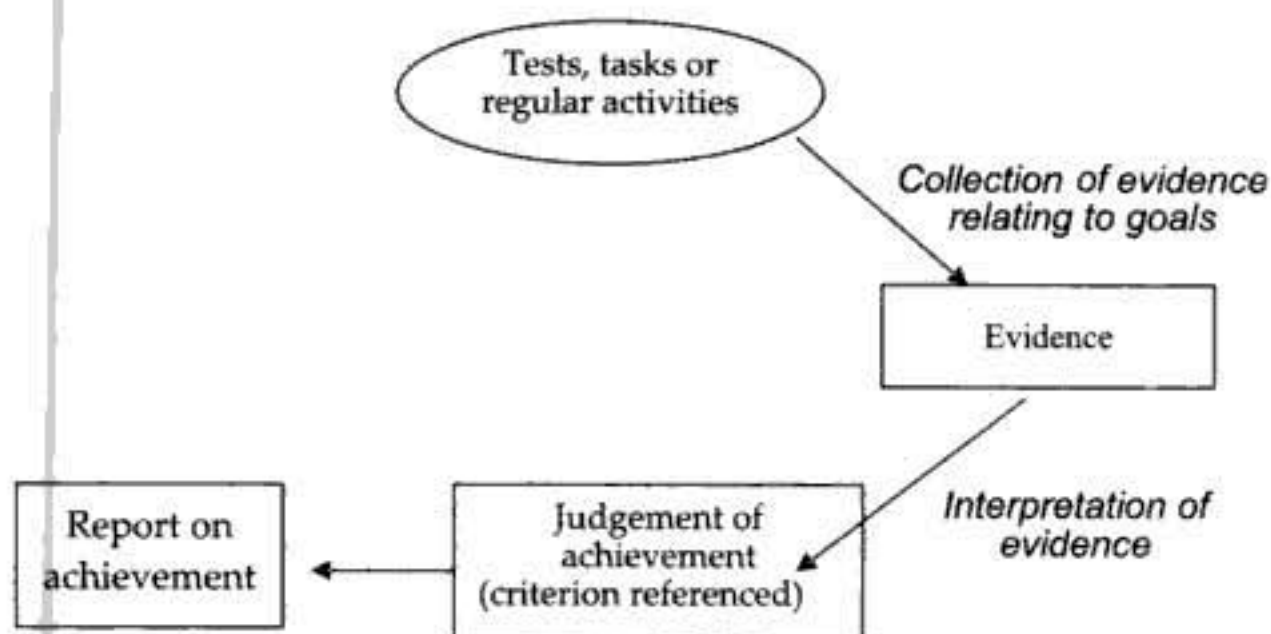 Tests, tasks or
regular activities
Collection of evidence
relating to goals
Evidence
Interpretation of
evidence
Judgement of
achievement
(criterion referenced)
Report on
achievement